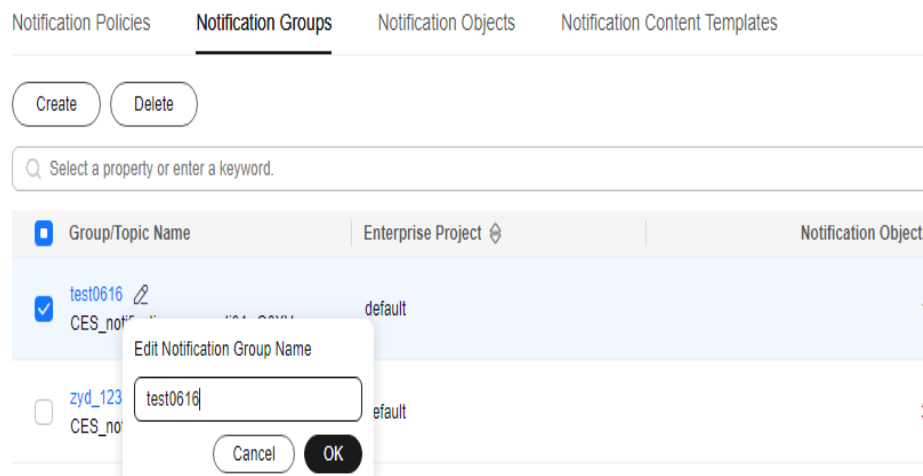 Notification Policies Notification Groups Notification Objects Notification Content Templates
Create Delete
Select a property or enter a keyword.
Group/Topic Name Enterprise Project Notification Object
test0616
default
Edit Notification Group Name
test0616
zyd_123
Cancel OK